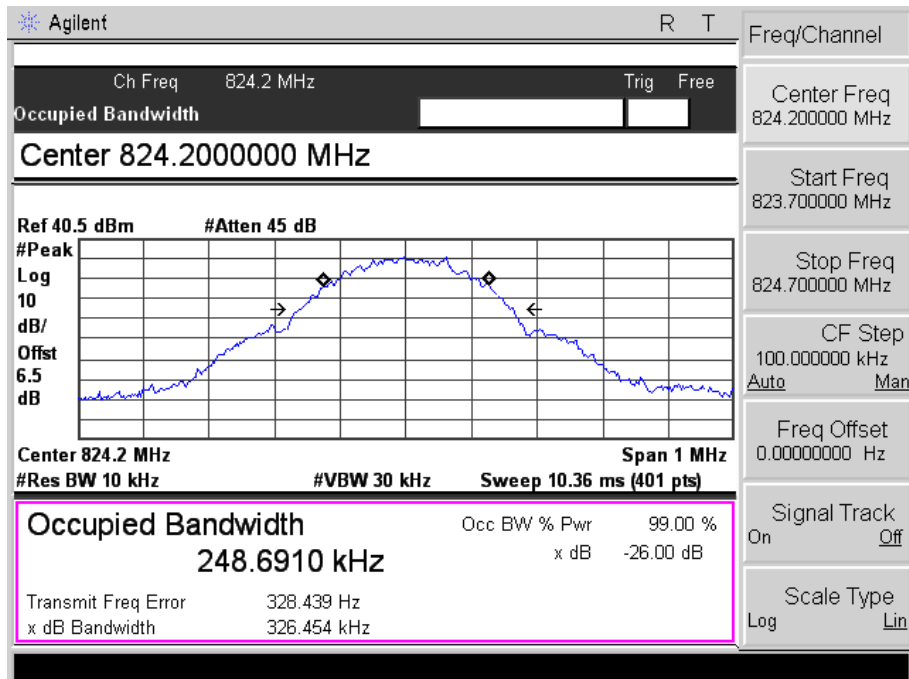 Agilent R T
Ch Freq 824.2 MHz Trig Free
Occupied Bandwidth
Center 824.2000000 MHz
Ref 40.5 dBm #Atten 45 dB
#Peak
Log
10
dB/
Offst
6.5
dB
Center 824.2 MHz Span 1 MHz
#Res BW 10 kHz #VBW 30 kHz Sweep 10.36 ms (401 pts)
Occupied Bandwidth
248.6910 kHz
Occ BW % Pwr 99.00 %
x dB -26.00 dB
Transmit Freq Error 328.439 Hz
x dB Bandwidth 326.454 kHz
Freq/Channel
Center Freq
824.200000 MHz
Start Freq
823.700000 MHz
Stop Freq
824.700000 MHz
CF Step
100.000000 kHz
Auto Man
Freq Offset
0.00000000 Hz
Signal Track
On Off
Scale Type
Log Lin